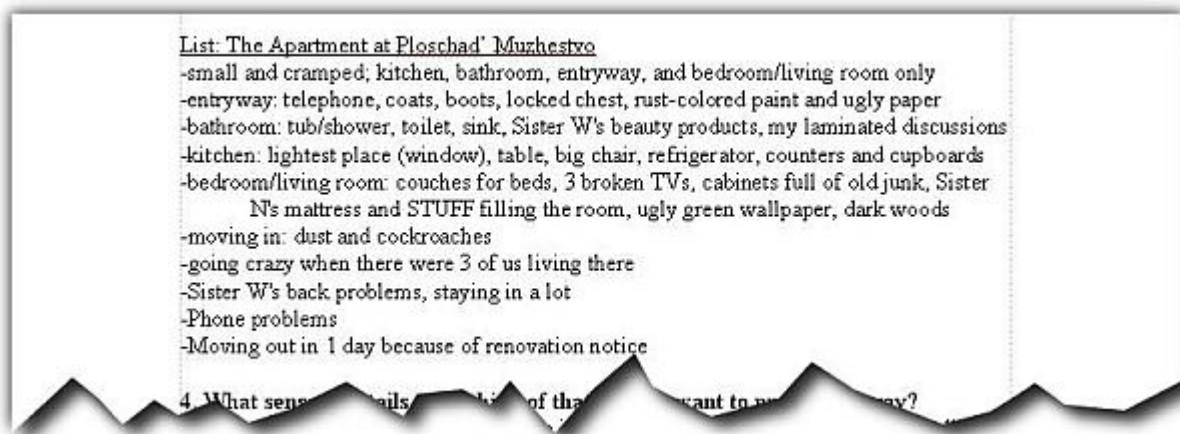 List: The Apartment at Ploschad' Muzhestvo
-small and cramped; kitchen, bathroom, entryway, and bedroom/living room only
-entryway: telephone, coats, boots, locked chest, rust-colored paint and ugly paper
-bathroom: tub/shower, toilet, sink, Sister W's beauty products, my laminated discussions
-kitchen: lightest place (window), table, big chair, refrigerator, counters and cupboards
-bedroom/living room: couches for beds, 3 broken TVs, cabinets full of old junk, Sister
N's mattress and STUFF filling the room, ugly green wallpaper, dark woods
-moving in: dust and cockroaches
-going crazy when there were 3 of us living there
-Sister W's back problems, staying in a lot
-Phone problems
-Moving out in 1 day because of renovation notice
4. What of